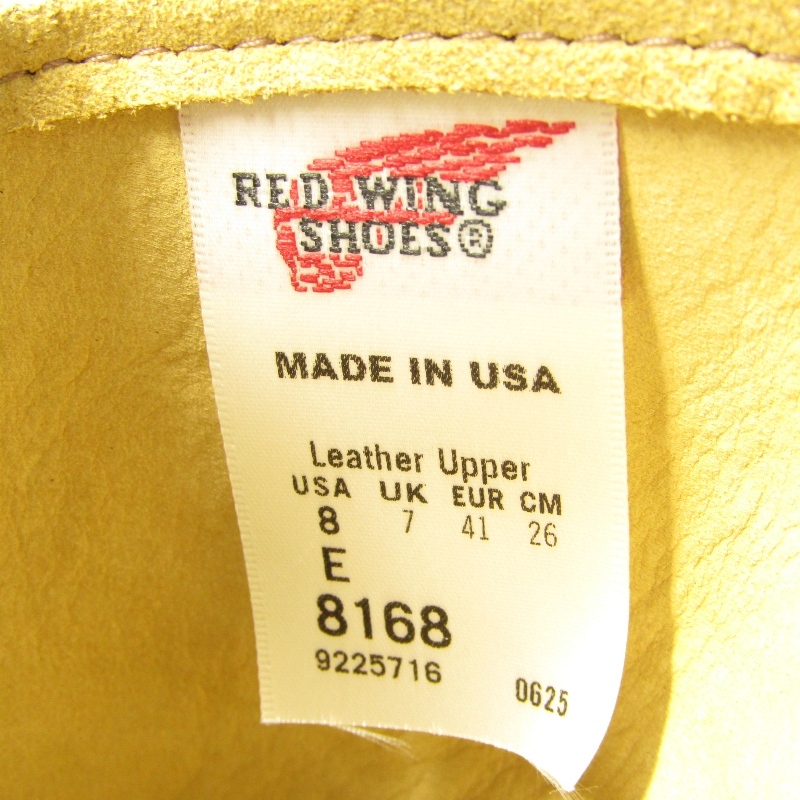 RED WING
SHOES®
MADE IN USA
Leather Upper
USA UK EUR CM
8 7 41 26
E
8168
9225716
0625